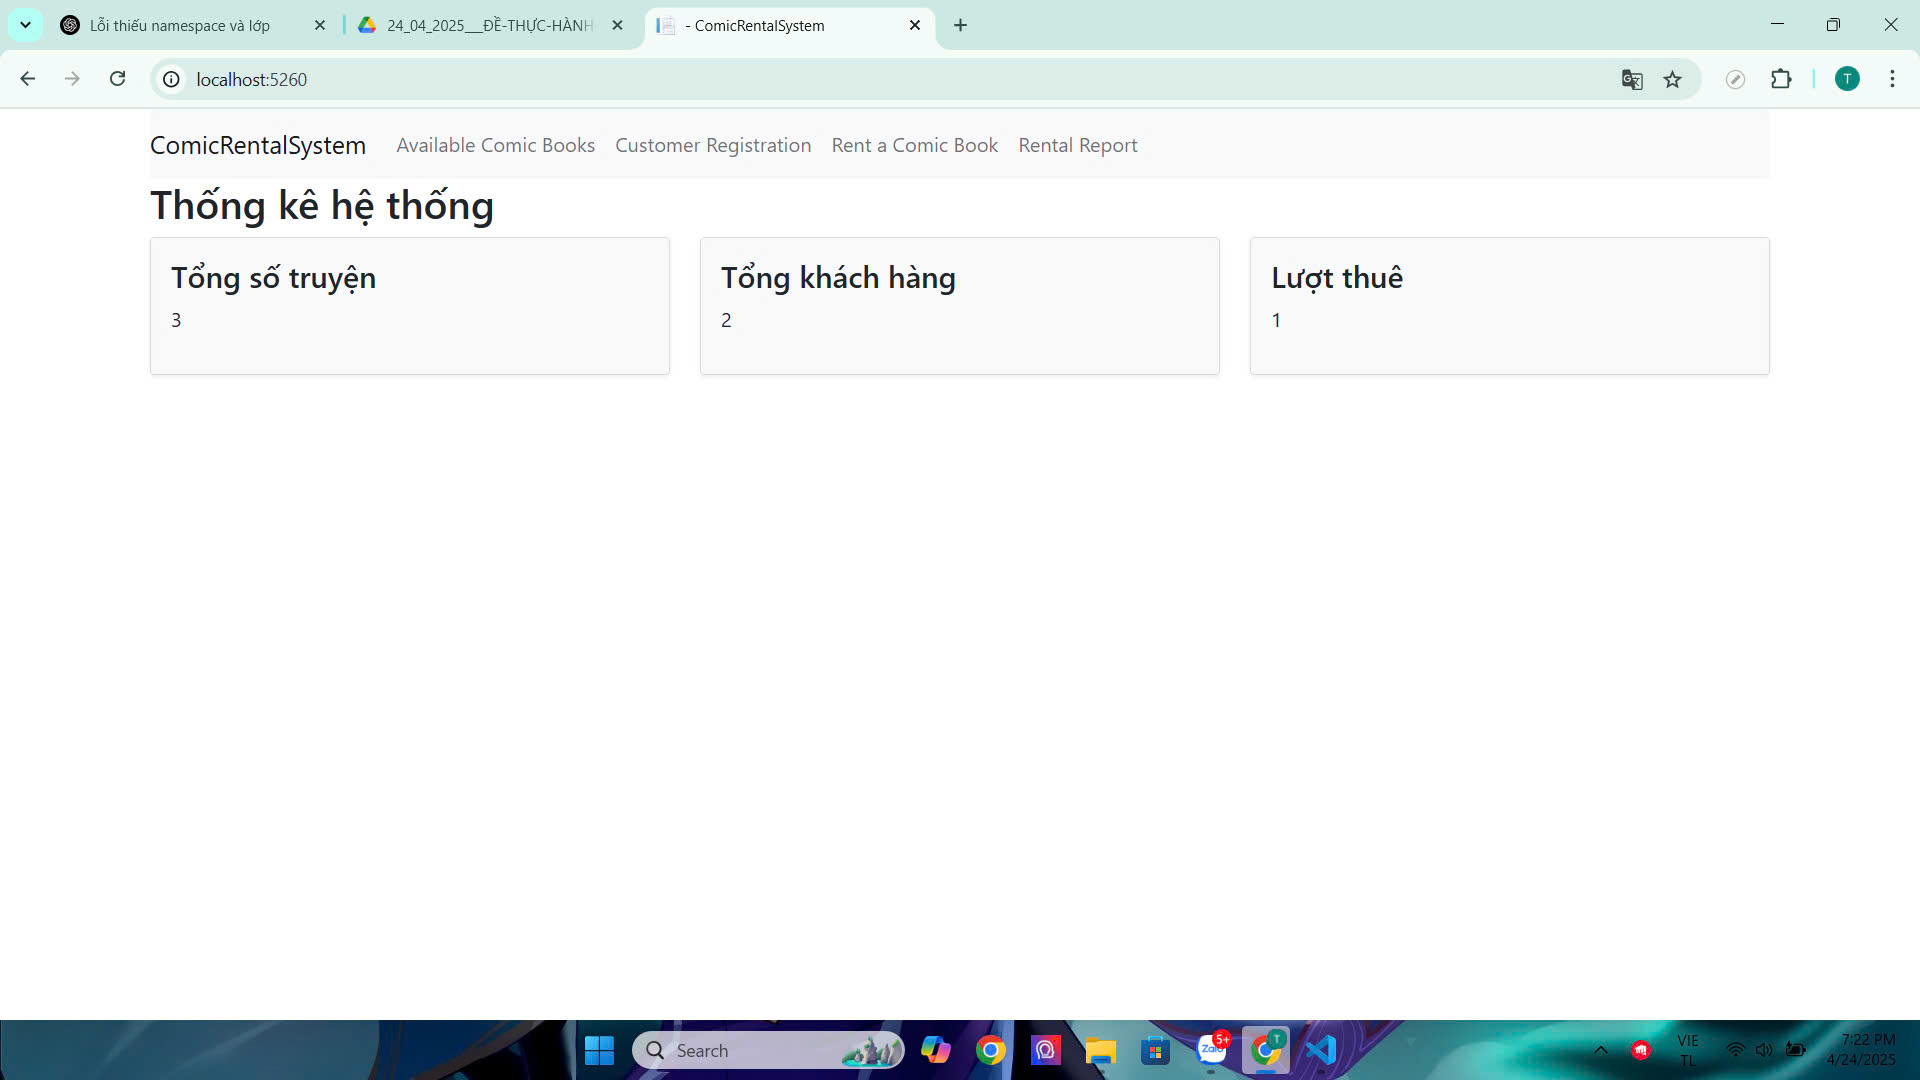 Lỗi thiếu namespace và lớp
24_04_2025___ĐỀ-THỰC-HÀNH
- ComicRentalSystem
localhost:5260
T
ComicRentalSystem Available Comic Books Customer Registration Rent a Comic Book Rental Report
Thống kê hệ thống
Tổng số truyện
3
Tổng khách hàng
2
Lượt thuê
1
Search
Zalo
5+
T
VIE
TL
7:22 PM
4/24/2025